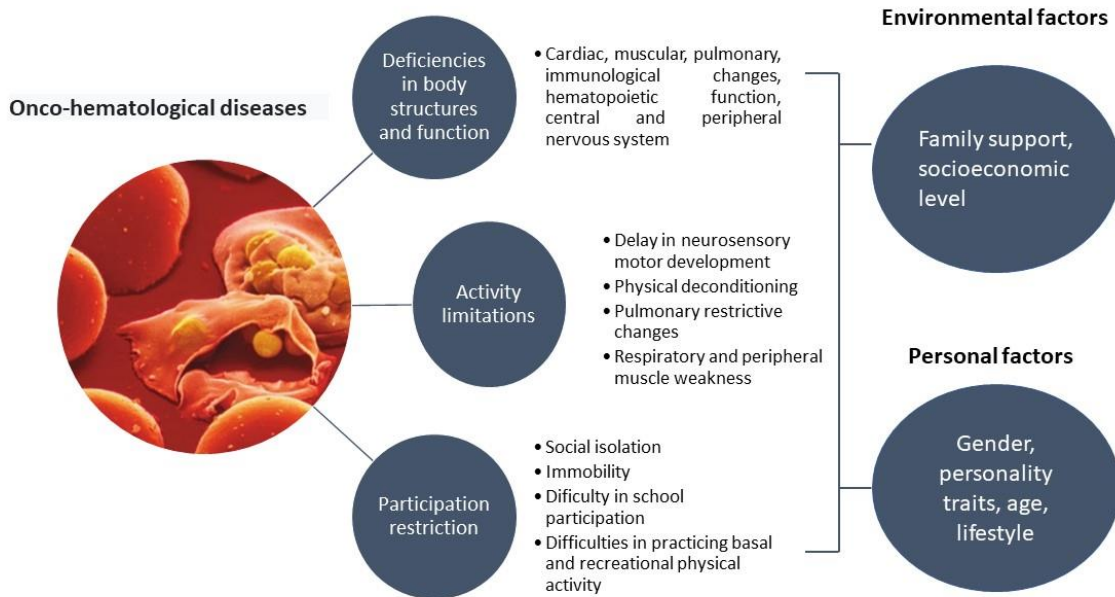 Onco-hematological diseases
Deficiencies
in body
structures
and function
• Cardiac, muscular, pulmonary,
immunological changes,
hematopoietic function,
central and peripheral
nervous system
Activity
limitations
• Delay in neurosensory
motor development
• Physical deconditioning
• Pulmonary restrictive
changes
• Respiratory and peripheral
muscle weakness
Participation
restriction
• Social isolation
• Immobility
• Dificulty in school
participation
• Difficulties in practicing basal
and recreational physical
activity
Environmental factors
Family support,
socioeconomic
level
Personal factors
Gender,
personality
traits, age,
lifestyle